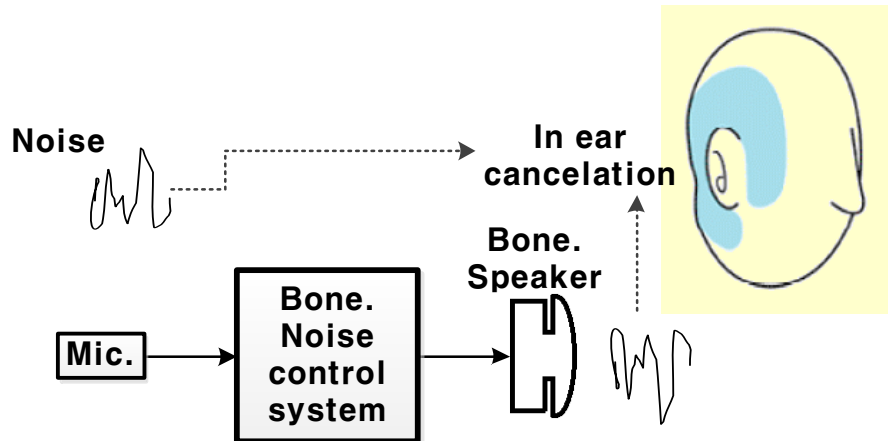 Noise
In ear
cancelation
Bone.
Speaker
Mic.
Bone.
Noise
control
system